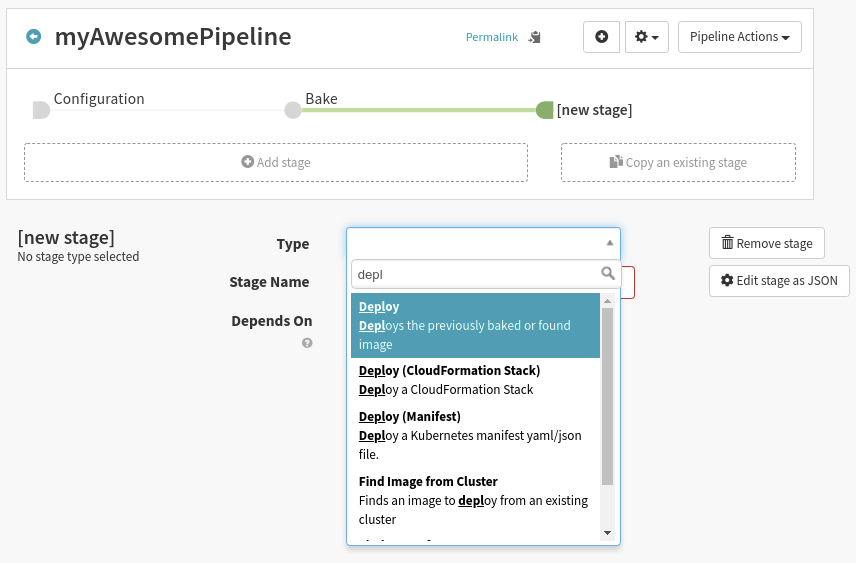 myAwesomePipeline
Permalink
Pipeline Actions
Configuration
Bake
[new stage]
Add stage
Copy an existing stage
[new stage]
No stage type selected
Type
Stage Name
Depends On
depl
Deploy
Deploys the previously baked or found
image
Deploy (CloudFormation Stack)
Deploy a CloudFormation Stack
Deploy (Manifest)
Deploy a Kubernetes manifest yaml/json
file.
Find Image from Cluster
Finds an image to deploy from an existing
cluster
Remove stage
Edit stage as JSON